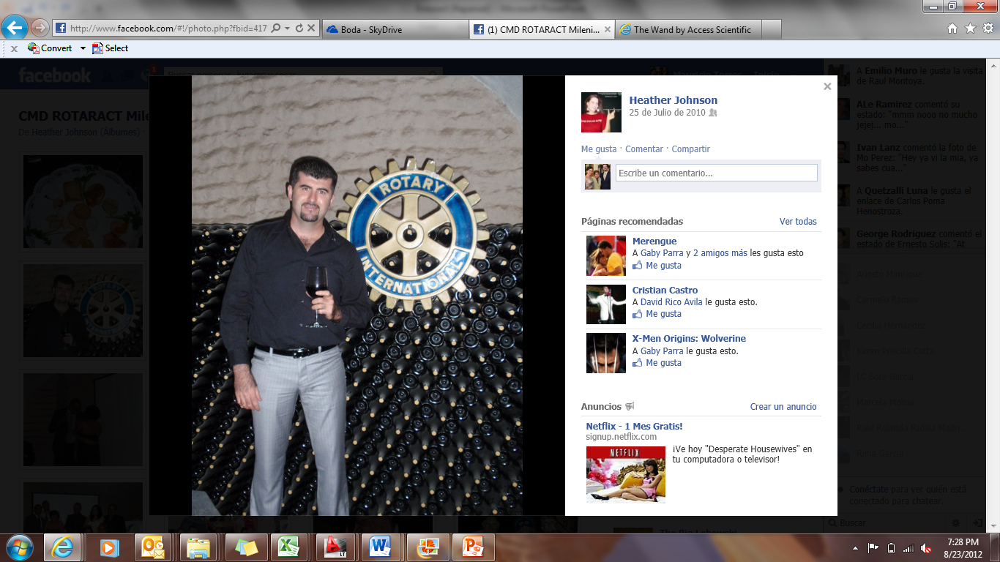 http://www.facebook.com/#!/photo.php?fbid=417
Boda - SkyDrive
(1) CMD ROTARACT Mileni...
The Wand by Access Scientific
Convert
Select
facebook
1
CMD ROTARACT Mile
De Heather Johnson (Álbumes) ·
ROTARY
INTERNATIONAL
Heather Johnson
25 de Julio de 2010
Me gusta · Comentar · Compartir
Escribe un comentario...
Páginas recomendadas
Ver todas
Merengue
A Gaby Parra y 2 amigos más les gusta esto
Me gusta
Cristian Castro
A David Rico Avila le gusta esto.
Me gusta
X-Men Origins: Wolverine
A Gaby Parra le gusta esto.
Me gusta
Anuncios
Crear un anuncio
Netflix - 1 Mes Gratis!
signup.netflix.com
NETFLIX
¡Ve hoy "Desperate Housewives" en
tu computadora o televisor!
A Emilio Muro le gusta la visita
de Raul Montoya.
ALe Ramirez comentó su
estado: "mmm nooo no mucho
jejej... mo..."
Ivan Lanz comentó la foto de
Mo Perez: "Hey ya vi la mia, ya
sabes cua..."
A Quetzalli Luna le gusta el
enlace de Carlos Poma
Henostroza.
George Rodriguez comentó el
estado de Ernesto Solis: "At
Conéctate para ver quién está
conectado para chatear.
Buscar
LT
7:28 PM
8/23/2012